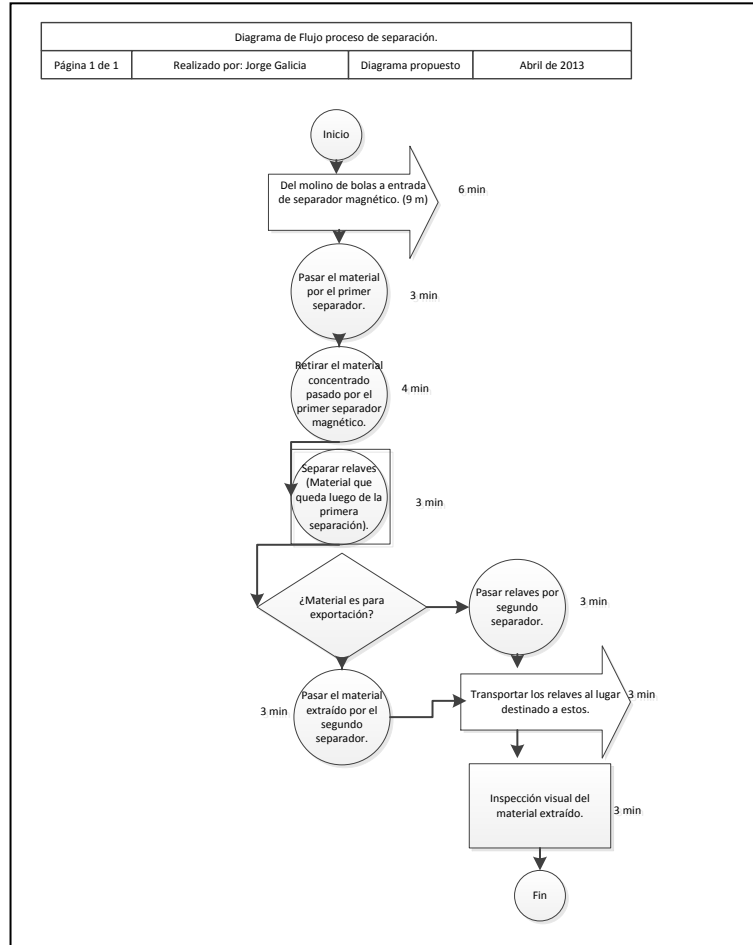 Diagrama de Flujo proceso de separación.
Página 1 de 1
Realizado por: Jorge Galicia
Diagrama propuesto
Abril de 2013
Inicio
Del molino de bolas a entrada
de separador magnético. (9 m)
6 min
Pasar el material
por el primer
separador.
3 min
Retirar el material
concentrado
pasado por el
primer separador
magnético.
4 min
Separar relaves
(Material que
queda luego de la
primera
separación).
3 min
¿Material es para
exportación?
Pasar relaves por
segundo
separador.
3 min
3 min
Pasar el material
extraído por el
segundo
separador.
Transportar los relaves al lugar
destinado a estos.
3 min
Inspección visual del
material extraído.
3 min
Fin